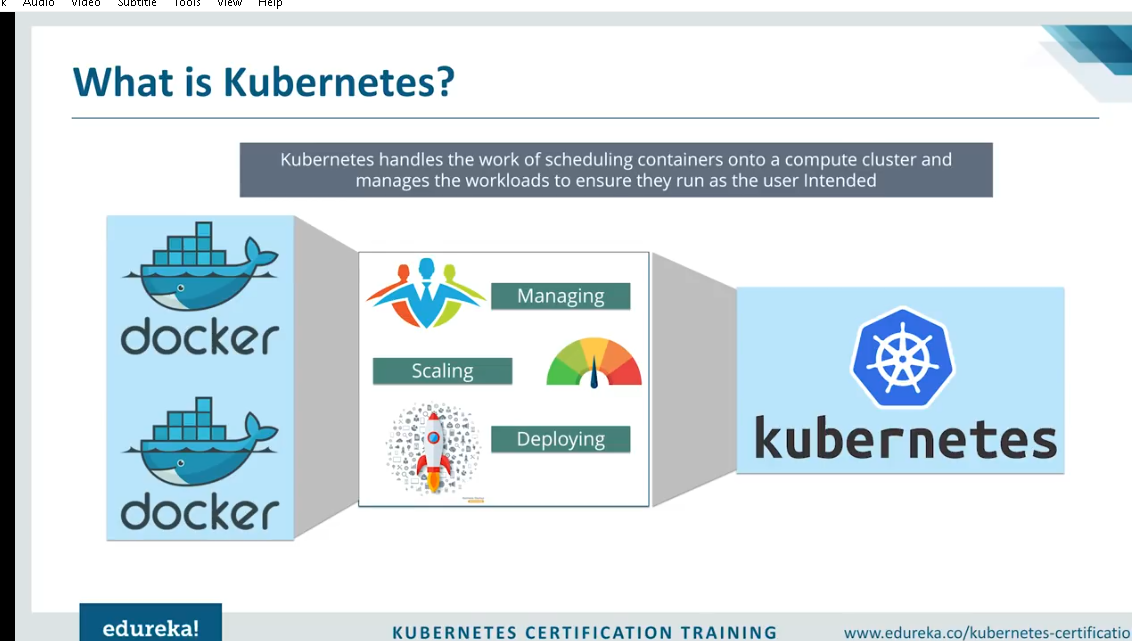 Audio Video Subtitle Tools View Help
What is Kubernetes?
Kubernetes handles the work of scheduling containers onto a compute cluster and
manages the workloads to ensure they run as the user Intended
docker
docker
Managing
Scaling
Deploying
kubernetes
edureka!
KUBERNETES CERTIFICATION TRAINING
www.edureka.co/kubernetes-certificatio